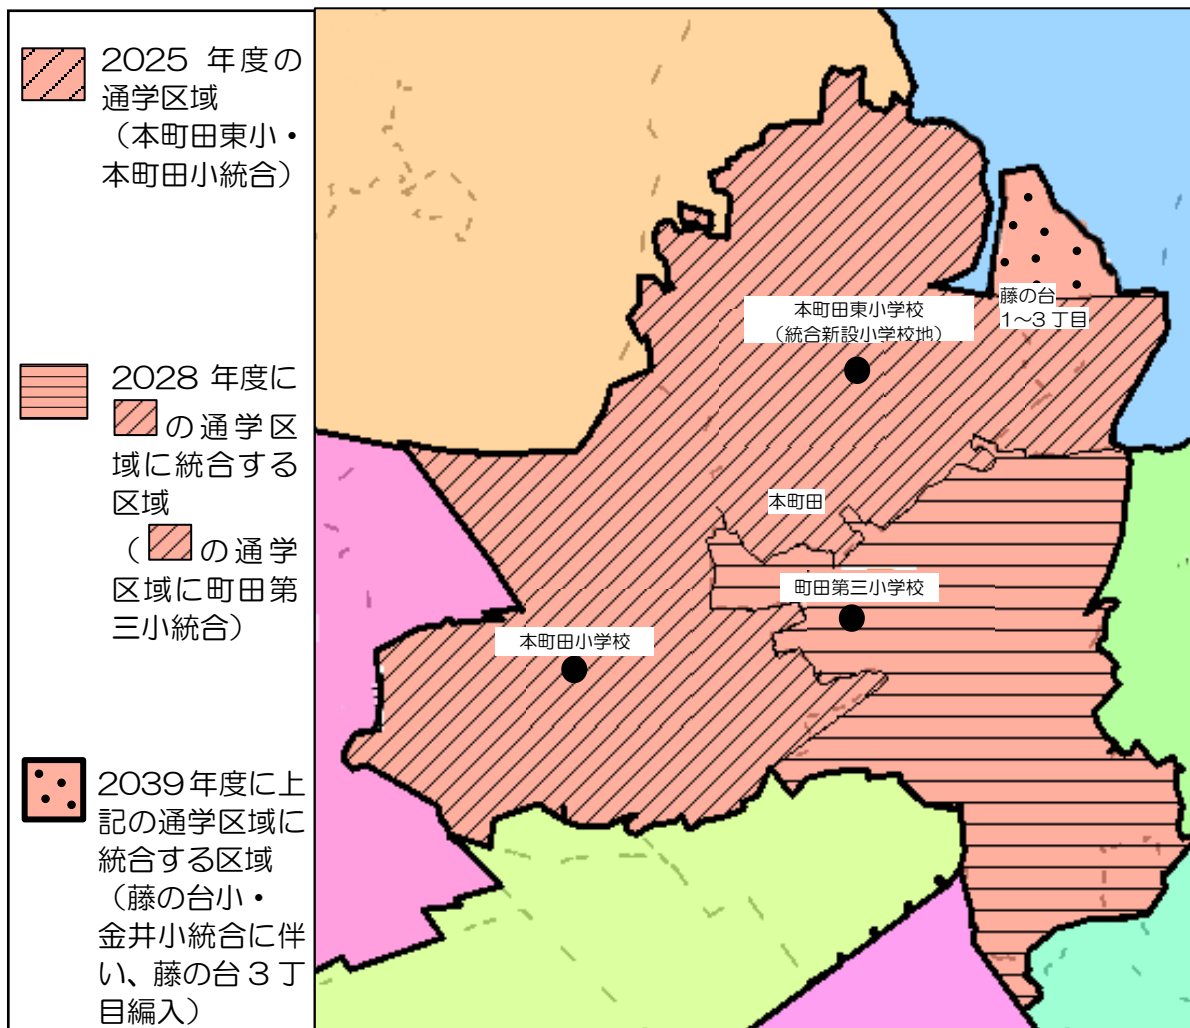 2025 年度の
通学区域
（本町田東小・
本町田小統合）
2028 年度に
の通学区
域に統合する
区域
（ の通学
区域に町田第
三小統合）
2039年度に上
記の通学区域に
統合する区域
（藤の台小・
金井小統合に伴
い、藤の台３丁
目編入）
藤の台
1～3 丁目
本町田東小学校
（統合新設小学校地）
本町田
町田第三小学校
本町田小学校